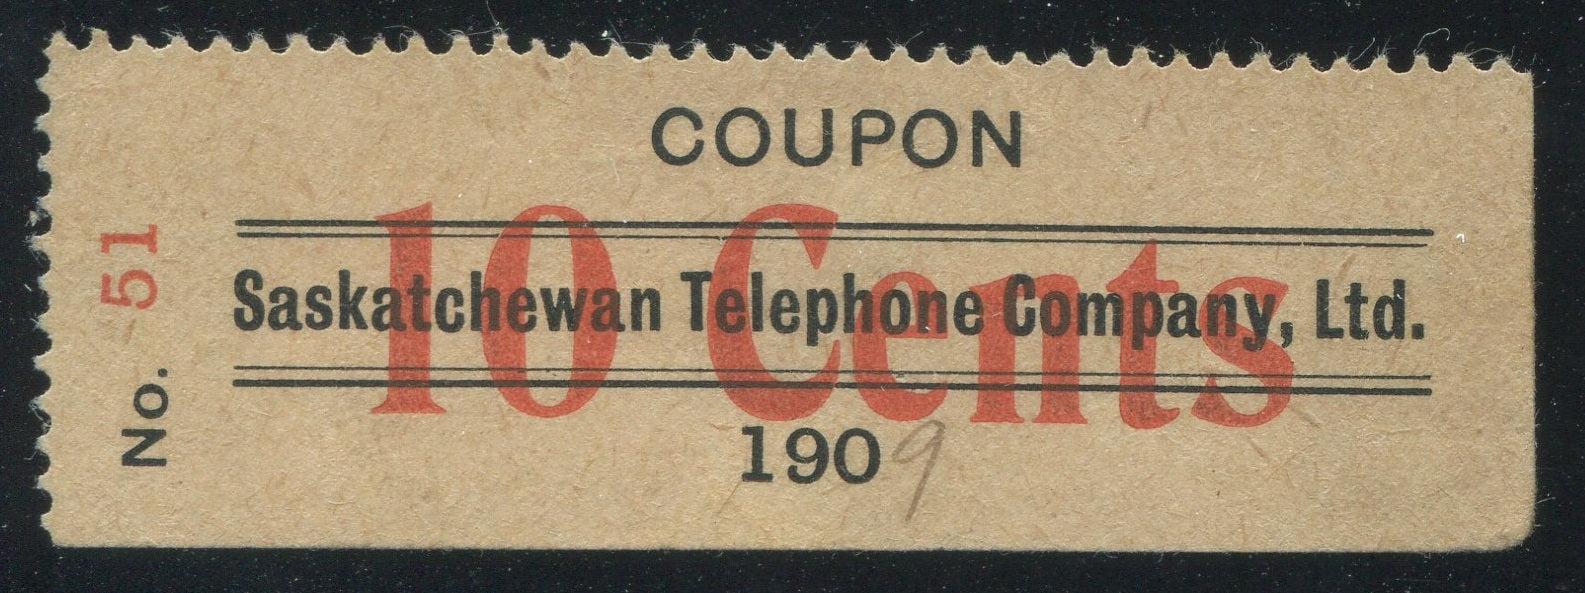 COUPON
10 Cents
Saskatchewan Telephone Company, Ltd.
1909
No. 51